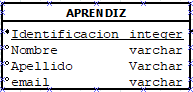 APRENDIZ
Identificacion integer
Nombre varchar
Apellido varchar
email varchar